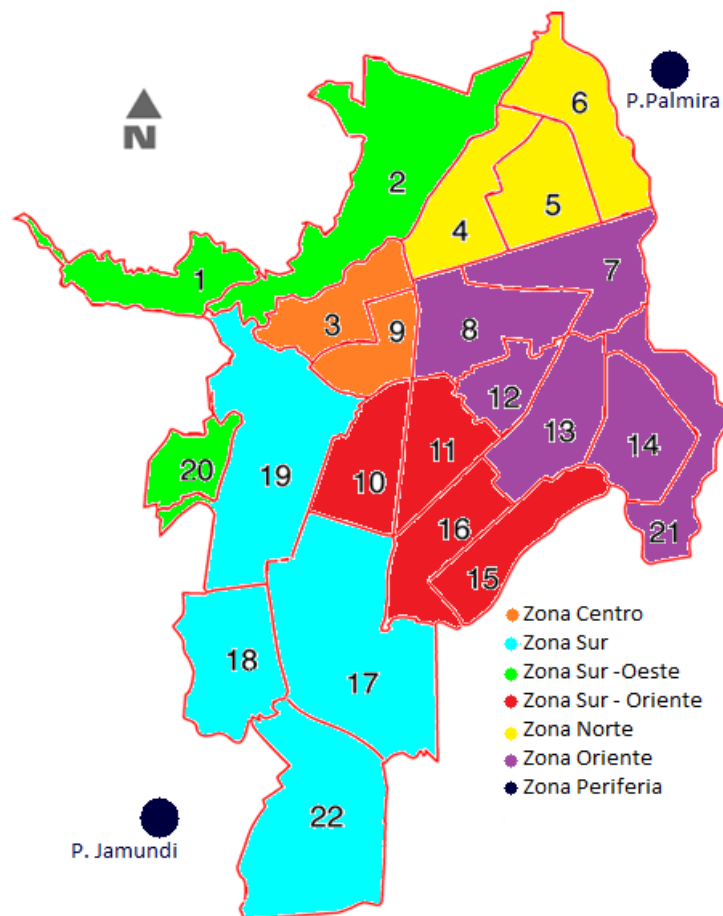 6
P.Palmira
N
2
5
4
1
7
3
9
8
12
13
14
11
20
19
10
16
21
15
Zona Centro
Zona Sur
18
Zona Sur -Oeste
17
Zona Sur - Oriente
Zona Norte
Zona Oriente
Zona Periferia
22
P. Jamundi